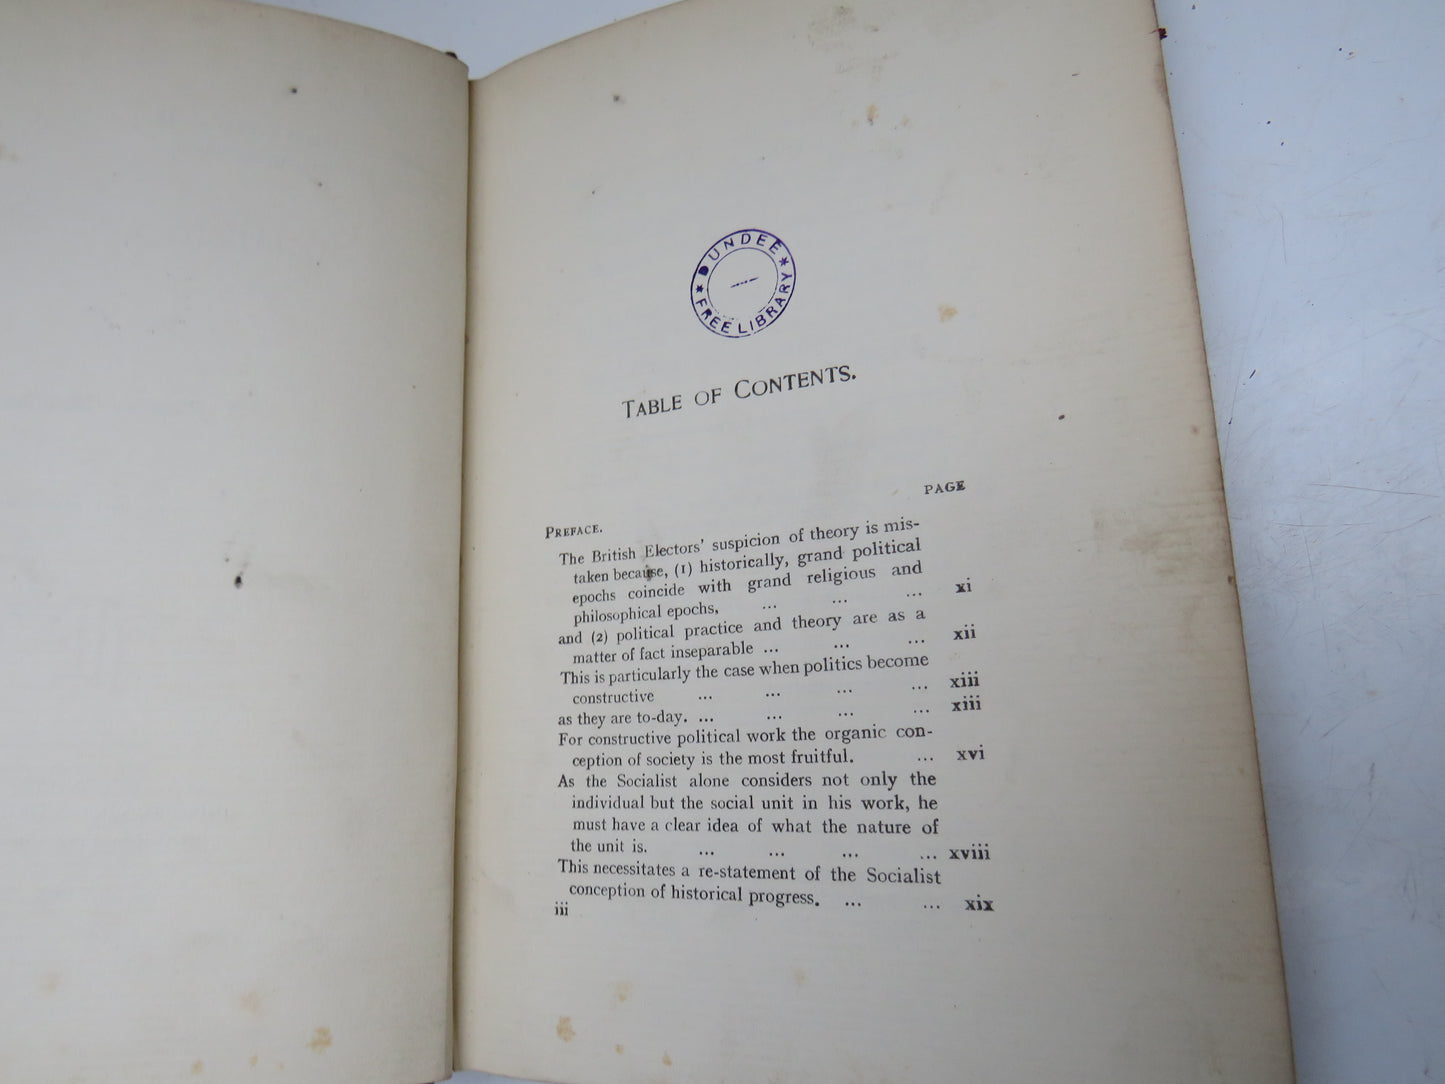 DUNDEE
* FREE LIBRARY *
TABLE OF CONTENTS.
PAGE
PREFACE.
The British Electors' suspicion of theory is mis-
taken because, (1) historically, grand political
epochs coincide with grand religious and
philosophical epochs, ... ... ... xi
and (2) political practice and theory are as a
matter of fact inseparable ... ... ... xii
This is particularly the case when politics become
constructive ... ... ... ... xiii
as they are to-day. ... ... ... ... xiii
For constructive political work the organic con-
ception of society is the most fruitful. ... xvi
As the Socialist alone considers not only the
individual but the social unit in his work, he
must have a clear idea of what the nature of
the unit is. ... ... ... ... xviii
This necessitates a re-statement of the Socialist
conception of historical progress. ... ... xix
iii